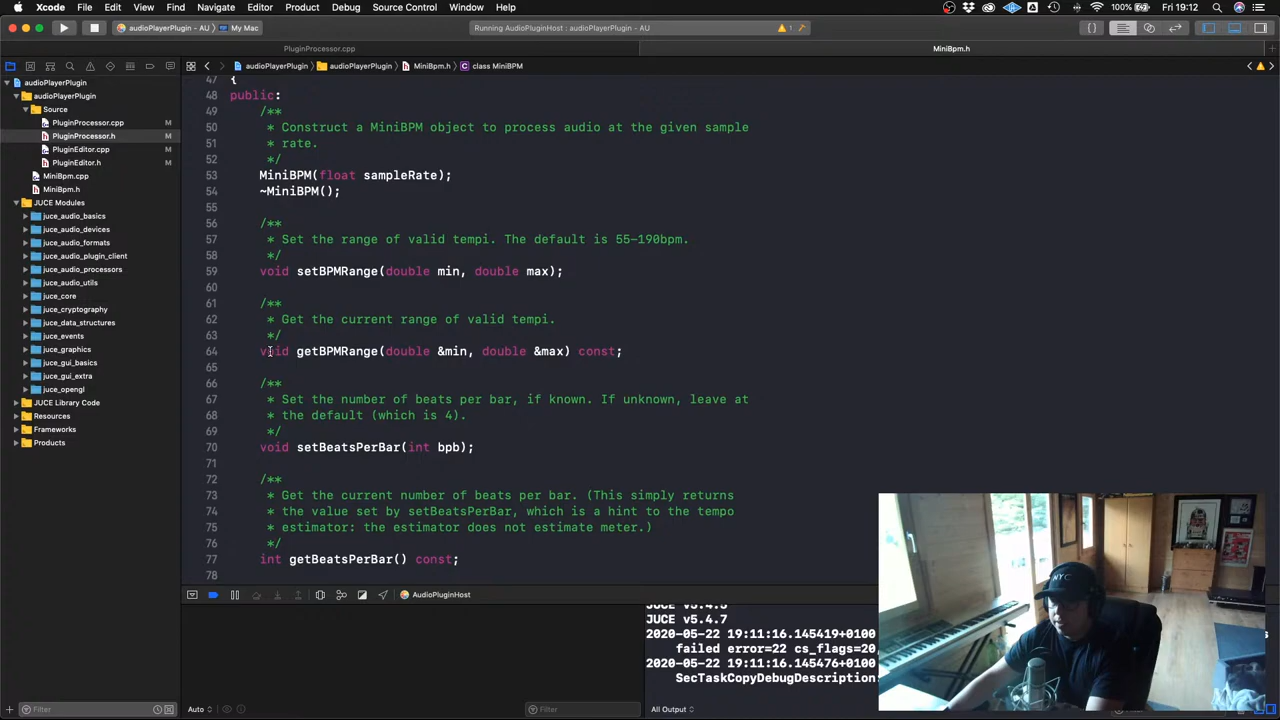 Xcode File Edit View Find Navigate Editor Product Debug Source Control Window Help
100% Fri 19:12
audioPlayerPlugin - AU My Mac
Running AudioPluginHost : audioPlayerPlugin - AU
1
PluginProcessor.cpp
MiniBpm.h
audioPlayerPlugin audioPlayerPlugin MiniBpm.h C class MiniBPM
audioPlayerPlugin
audioPlayerPlugin
Source
PluginProcessor.cpp M
PluginProcessor.h M
PluginEditor.cpp M
PluginEditor.h M
MiniBpm.cpp
MiniBpm.h
JUCE Modules
juce_audio_basics
juce_audio_devices
juce_audio_formats
juce_audio_plugin_client
juce_audio_processors
juce_audio_utils
juce_core
juce_cryptography
juce_data_structures
juce_events
juce_graphics
juce_gui_basics
juce_gui_extra
juce_opengl
JUCE Library Code
Resources
Frameworks
Products
47 {
48 public:
49 /**
50 * Construct a MiniBPM object to process audio at the given sample
51 * rate.
52 */
53 MiniBPM(float sampleRate);
54 ~MiniBPM();
55
56 /**
57 * Set the range of valid tempi. The default is 55-190bpm.
58 */
59 void setBPMRange(double min, double max);
60
61 /**
62 * Get the current range of valid tempi.
63 */
64 void getBPMRange(double &min, double &max) const;
65
66 /**
67 * Set the number of beats per bar, if known. If unknown, leave at
68 * the default (which is 4).
69 */
70 void setBeatsPerBar(int bpb);
71
72 /**
73 * Get the current number of beats per bar. (This simply returns
74 * the value set by setBeatsPerBar, which is a hint to the tempo
75 * estimator: the estimator does not estimate meter.)
76 */
77 int getBeatsPerBar() const;
78
AudioPluginHost
JUCE v5.4.7
2020-05-22 19:11:16.145419+0100
failed error=22 cs_flags=20,
2020-05-22 19:11:16.145476+0100
SecTaskCopyDebugDescription:
NYC
Filter
Auto
Filter
All Output